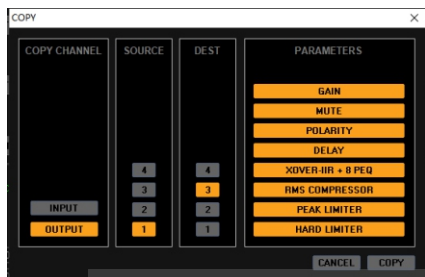 COPY
COPY CHANNEL
INPUT
OUTPUT
SOURCE
4
3
2
1
DEST
4
3
2
1
PARAMETERS
GAIN
MUTE
POLARITY
DELAY
XOVER-IIR + 8 PEQ
RMS COMPRESSOR
PEAK LIMITER
HARD LIMITER
CANCEL
COPY